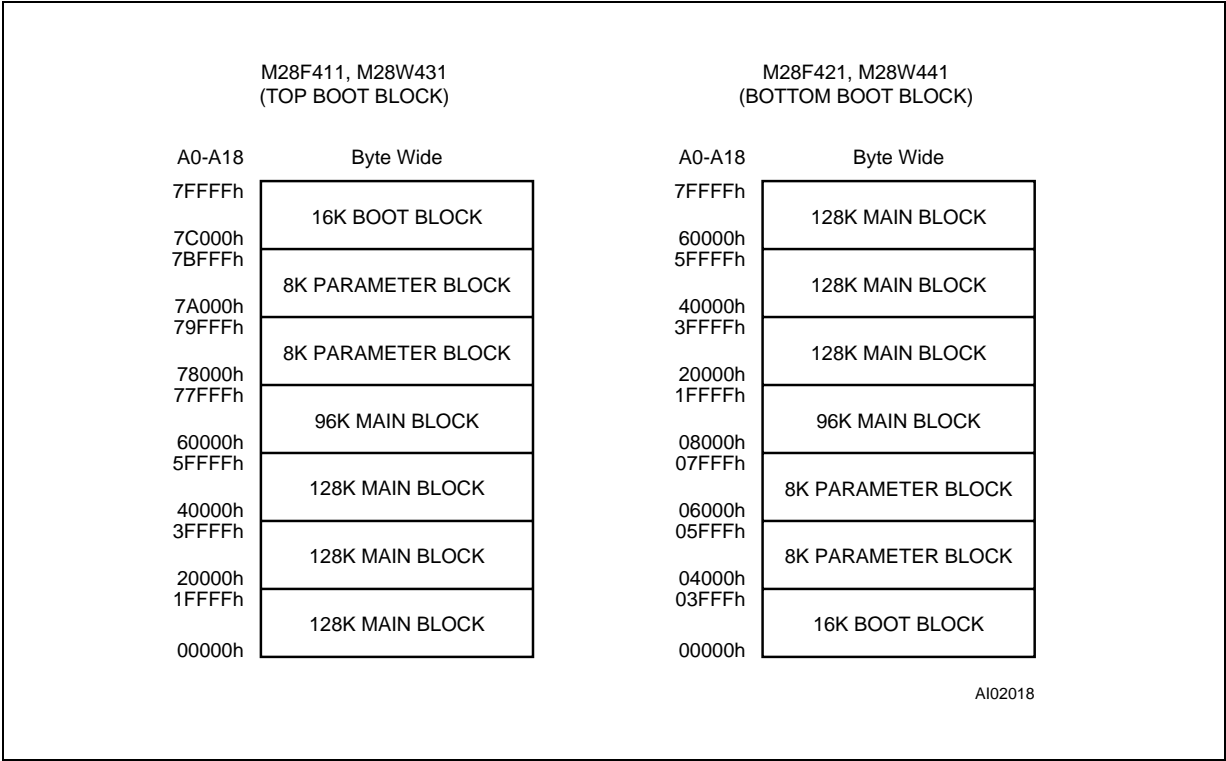 M28F411, M28W431
(TOP BOOT BLOCK)
A0-A18 Byte Wide
7FFFFh
16K BOOT BLOCK
7C000h
7BFFFh
8K PARAMETER BLOCK
7A000h
79FFFh
8K PARAMETER BLOCK
78000h
77FFFh
96K MAIN BLOCK
60000h
5FFFFh
128K MAIN BLOCK
40000h
3FFFFh
128K MAIN BLOCK
20000h
1FFFFh
128K MAIN BLOCK
00000h
M28F421, M28W441
(BOTTOM BOOT BLOCK)
A0-A18 Byte Wide
7FFFFh
128K MAIN BLOCK
60000h
5FFFFh
128K MAIN BLOCK
40000h
3FFFFh
128K MAIN BLOCK
20000h
1FFFFh
96K MAIN BLOCK
08000h
07FFFh
8K PARAMETER BLOCK
06000h
05FFFh
8K PARAMETER BLOCK
04000h
03FFFh
16K BOOT BLOCK
00000h
AI02018